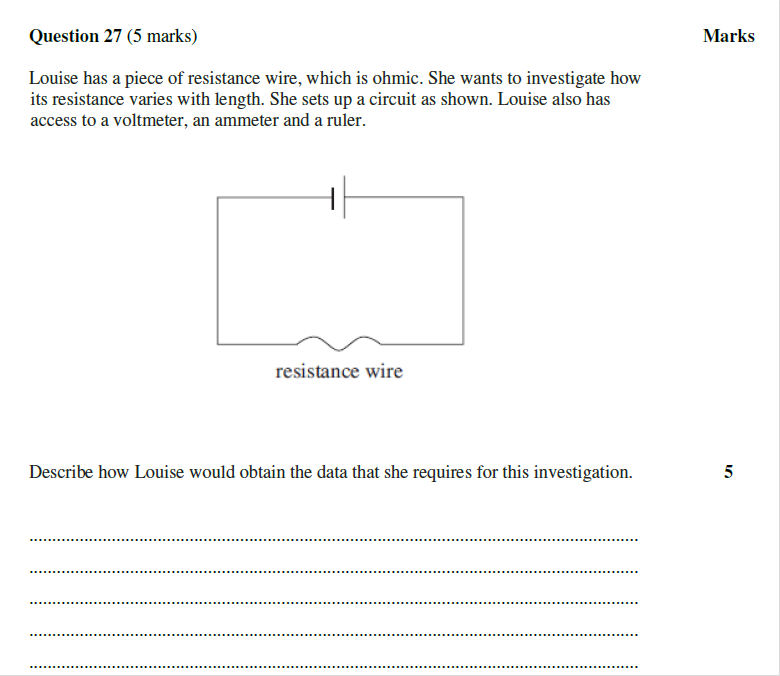 Question 27 (5 marks) Marks
Louise has a piece of resistance wire, which is ohmic. She wants to investigate how
its resistance varies with length. She sets up a circuit as shown. Louise also has
access to a voltmeter, an ammeter and a ruler.
resistance wire
Describe how Louise would obtain the data that she requires for this investigation. 5